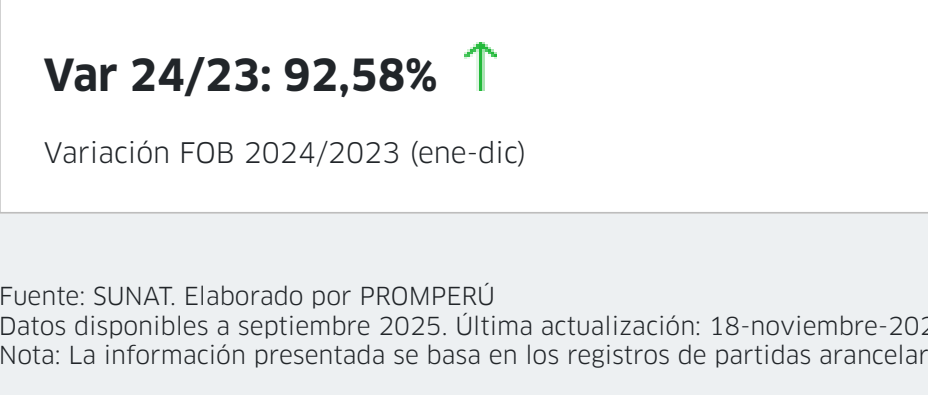 Var 24/23: 92,58%
Variación FOB 2024/2023 (ene-dic)
Fuente: SUNAT. Elaborado por PROMPERÚ
Datos disponibles a septiembre 2025. Última actualización: 18-noviembre-202
Nota: La información presentada se basa en los registros de partidas arancelar